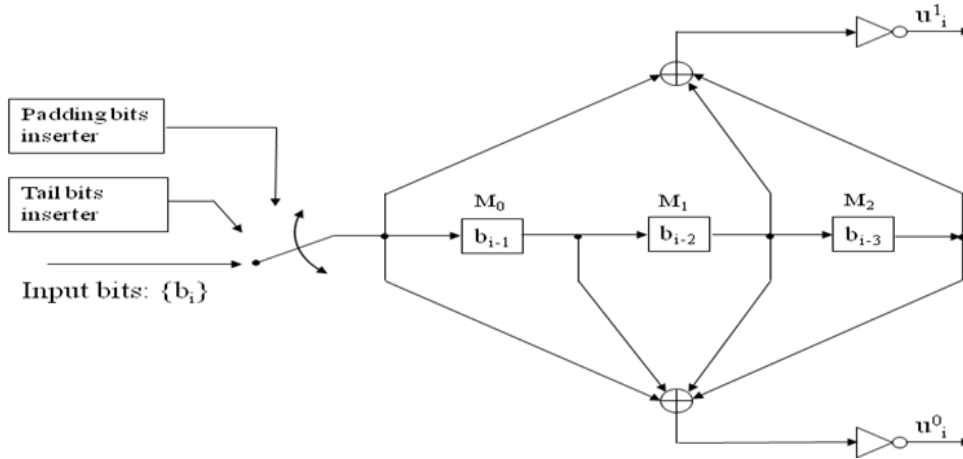 u¹ᵢ
Padding bits
inserter
Tail bits
inserter
M₀ M₁ M₂
bᵢ₋₁ bᵢ₋₂ bᵢ₋₃
Input bits: {bᵢ}
u⁰ᵢ